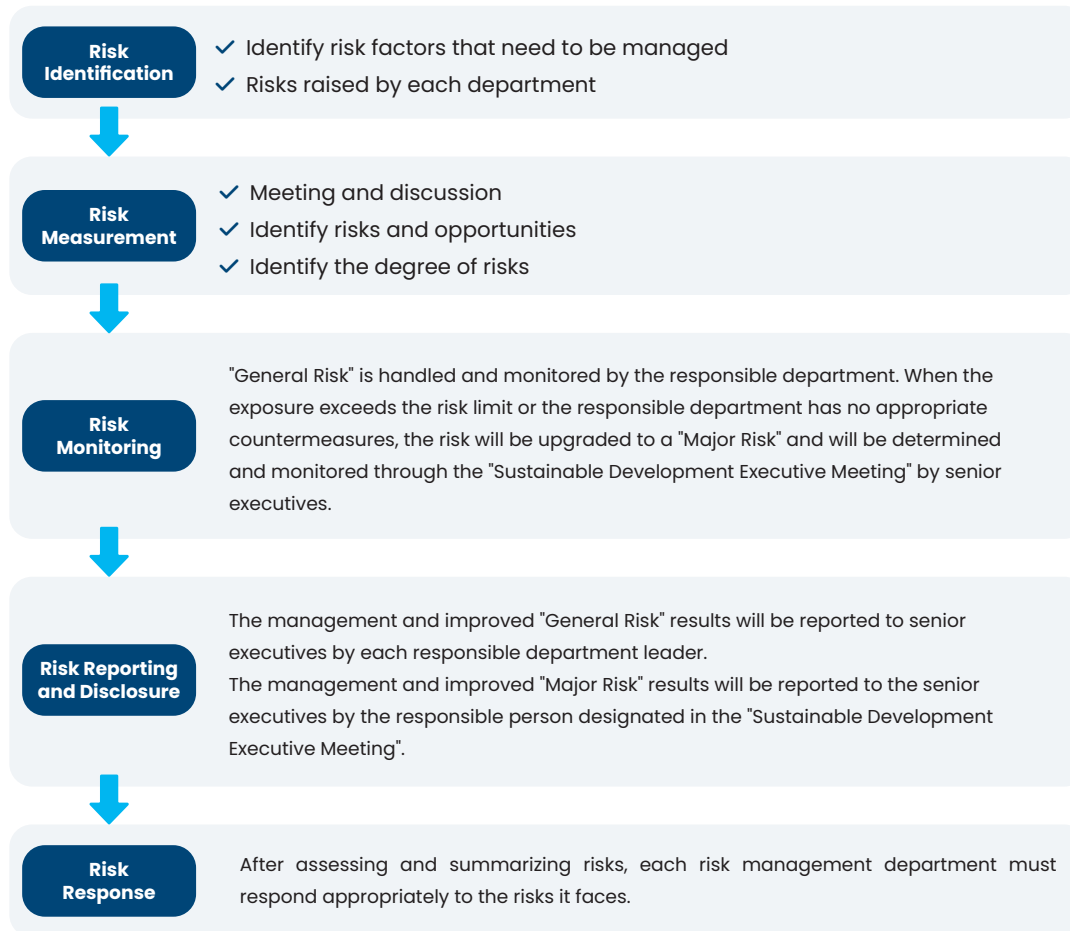 Risk
Identification
Identify risk factors that need to be managed
Risks raised by each department
Risk
Measurement
Meeting and discussion
Identify risks and opportunities
Identify the degree of risks
Risk
Monitoring
"General Risk" is handled and monitored by the responsible department. When the
exposure exceeds the risk limit or the responsible department has no appropriate
countermeasures, the risk will be upgraded to a "Major Risk" and will be determined
and monitored through the "Sustainable Development Executive Meeting" by senior
executives.
Risk Reporting
and Disclosure
The management and improved "General Risk" results will be reported to senior
executives by each responsible department leader.
The management and improved "Major Risk" results will be reported to the senior
executives by the responsible person designated in the "Sustainable Development
Executive Meeting".
Risk
Response
After assessing and summarizing risks, each risk management department must
respond appropriately to the risks it faces.